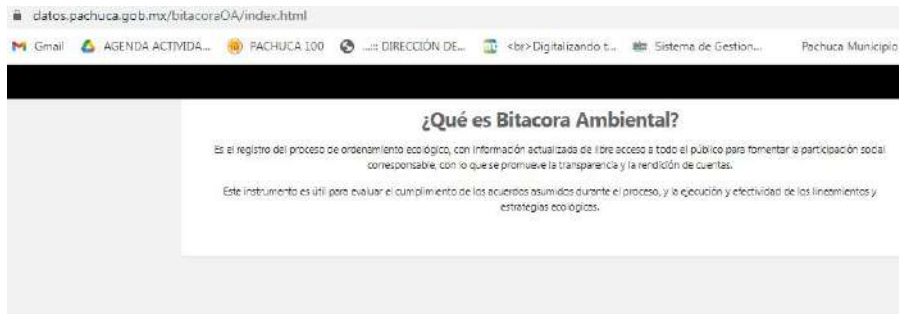 datos.pachuca.gob.mx/bitacoraOA/index.html
Gmail AGENDA ACTIVIDA... PACHUCA 100 ...::: DIRECCIÓN DE... <br>Digitalizando t... Sistema de Gestion... Pachuca Municipio
¿Qué es Bitacora Ambiental?
Es el registro del proceso de ordenamiento ecológico, con información actualizada de libre acceso a todo el público para fomentar la participación social
corresponsable, con lo que se promueve la transparencia y la rendición de cuentas.
Este instrumento es útil para evaluar el cumplimiento de los acuerdos asumidos durante el proceso, y la ejecución y efectividad de los lineamientos y
estrategias ecológicas.